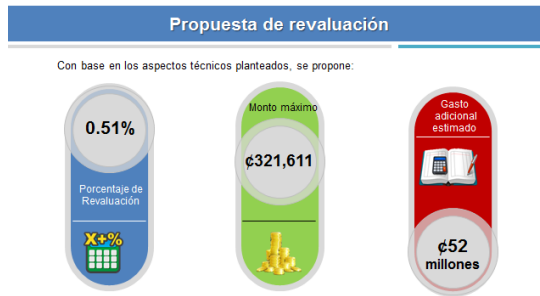 Propuesta de revaluación
Con base en los aspectos técnicos planteados, se propone:
0.51%
Porcentaje de
Revaluación
X+%
Monto máximo
¢321,611
Gasto
adicional
estimado
¢52
millones